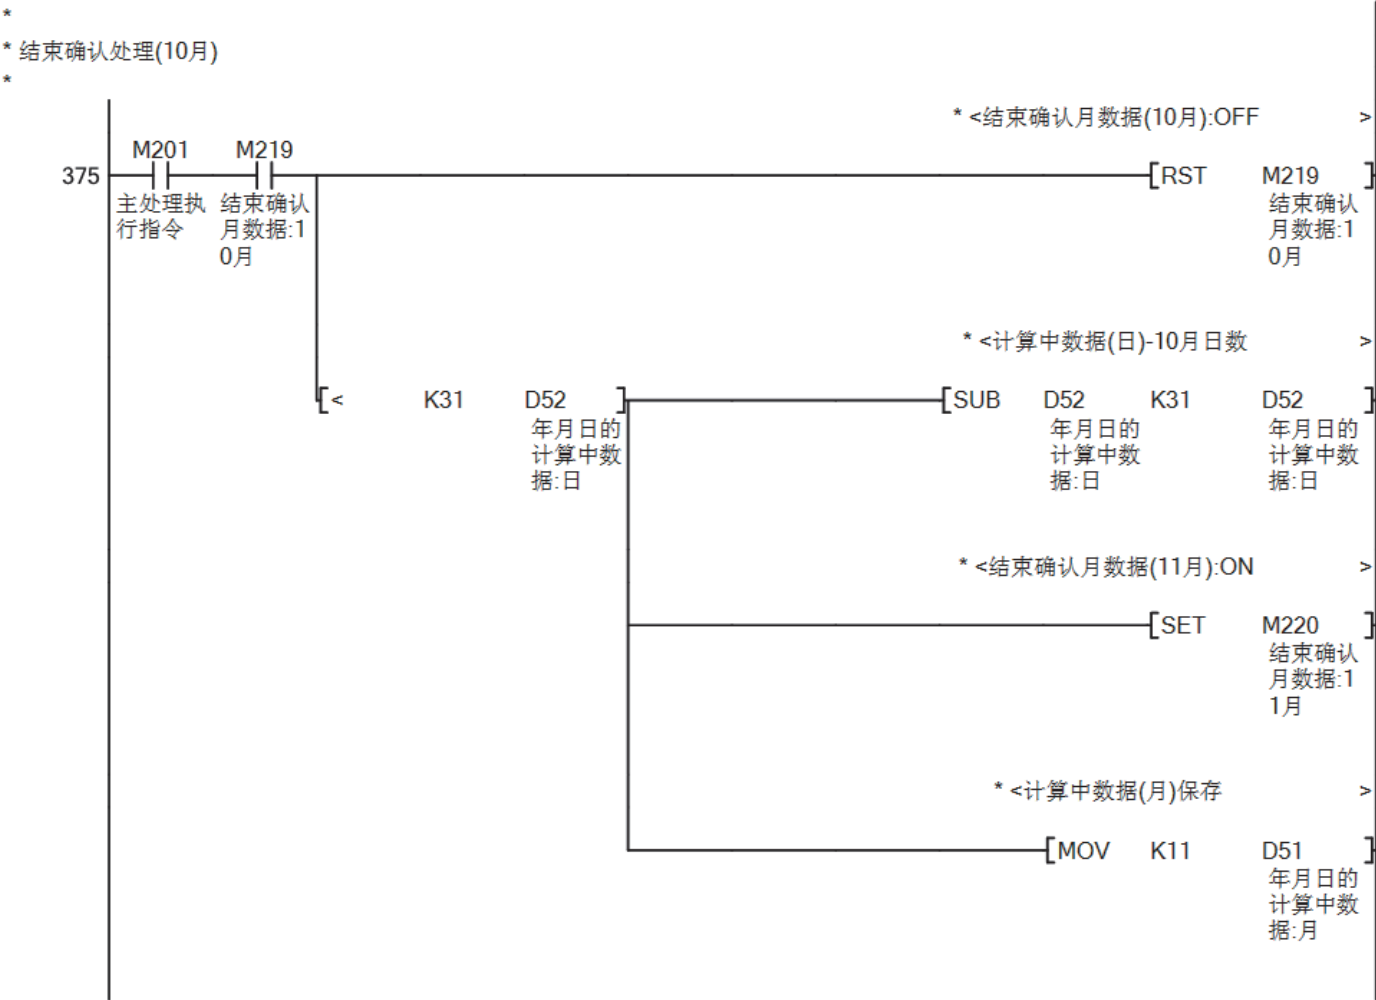 *
* 结束确认处理(10月)
*
* <结束确认月数据(10月):OFF >
M201 M219
375 [RST M219 ]
主处理执 结束确认 结束确认
行指令 月数据:1 月数据:1
0月 0月
* <计算中数据(日)-10月日数 >
[< K31 D52 ] [SUB D52 K31 D52 ]
年月日的 年月日的 年月日的
计算中数 计算中数 计算中数
据:日 据:日 据:日
* <结束确认月数据(11月):ON >
[SET M220 ]
结束确认
月数据:1
1月
* <计算中数据(月)保存 >
[MOV K11 D51 ]
年月日的
计算中数
据:月